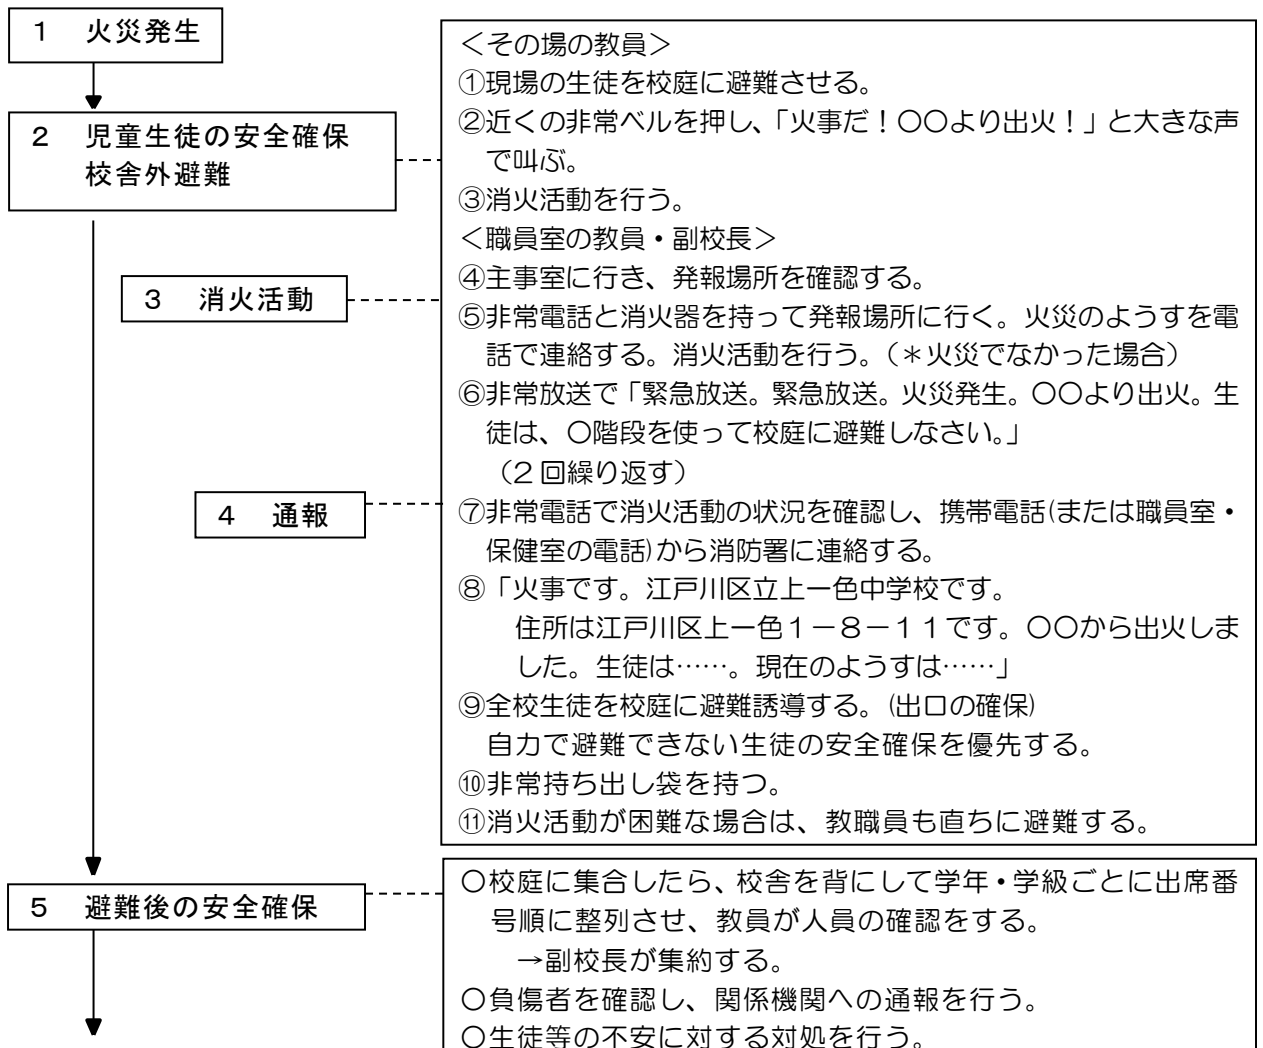 1 火災発生
2 児童生徒の安全確保
校舎外避難
3 消火活動
4 通報
5 避難後の安全確保
＜その場の教員＞
①現場の生徒を校庭に避難させる。
②近くの非常ベルを押し、「火事だ！〇〇より出火！」と大きな声
で叫ぶ。
③消火活動を行う。
＜職員室の教員・副校長＞
④主事室に行き、発報場所を確認する。
⑤非常電話と消火器を持って発報場所に行く。火災のようすを電
話で連絡する。消火活動を行う。（＊火災でなかった場合）
⑥非常放送で「緊急放送。緊急放送。火災発生。〇〇より出火。生
徒は、〇階段を使って校庭に避難しなさい。」
（２回繰り返す）
⑦非常電話で消火活動の状況を確認し、携帯電話(または職員室・
保健室の電話)から消防署に連絡する。
⑧「火事です。江戸川区立上一色中学校です。
住所は江戸川区上一色１－８－１１です。〇〇から出火しま
した。生徒は……。現在のようすは……」
⑨全校生徒を校庭に避難誘導する。(出口の確保)
自力で避難できない生徒の安全確保を優先する。
⑩非常持ち出し袋を持つ。
⑪消火活動が困難な場合は、教職員も直ちに避難する。
〇校庭に集合したら、校舎を背にして学年・学級ごとに出席番
号順に整列させ、教員が人員の確認をする。
→副校長が集約する。
〇負傷者を確認し、関係機関への通報を行う。
〇生徒等の不安に対する対処を行う。